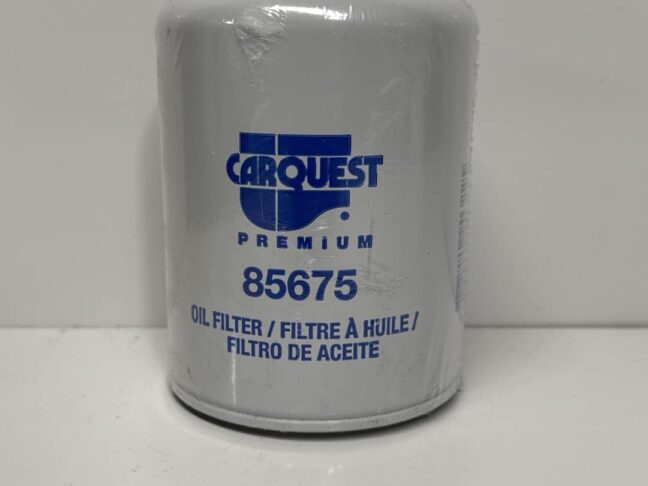 CARQUEST
PREMIUM
85675
OIL FILTER / FILTRE À HUILE /
FILTRO DE ACEITE